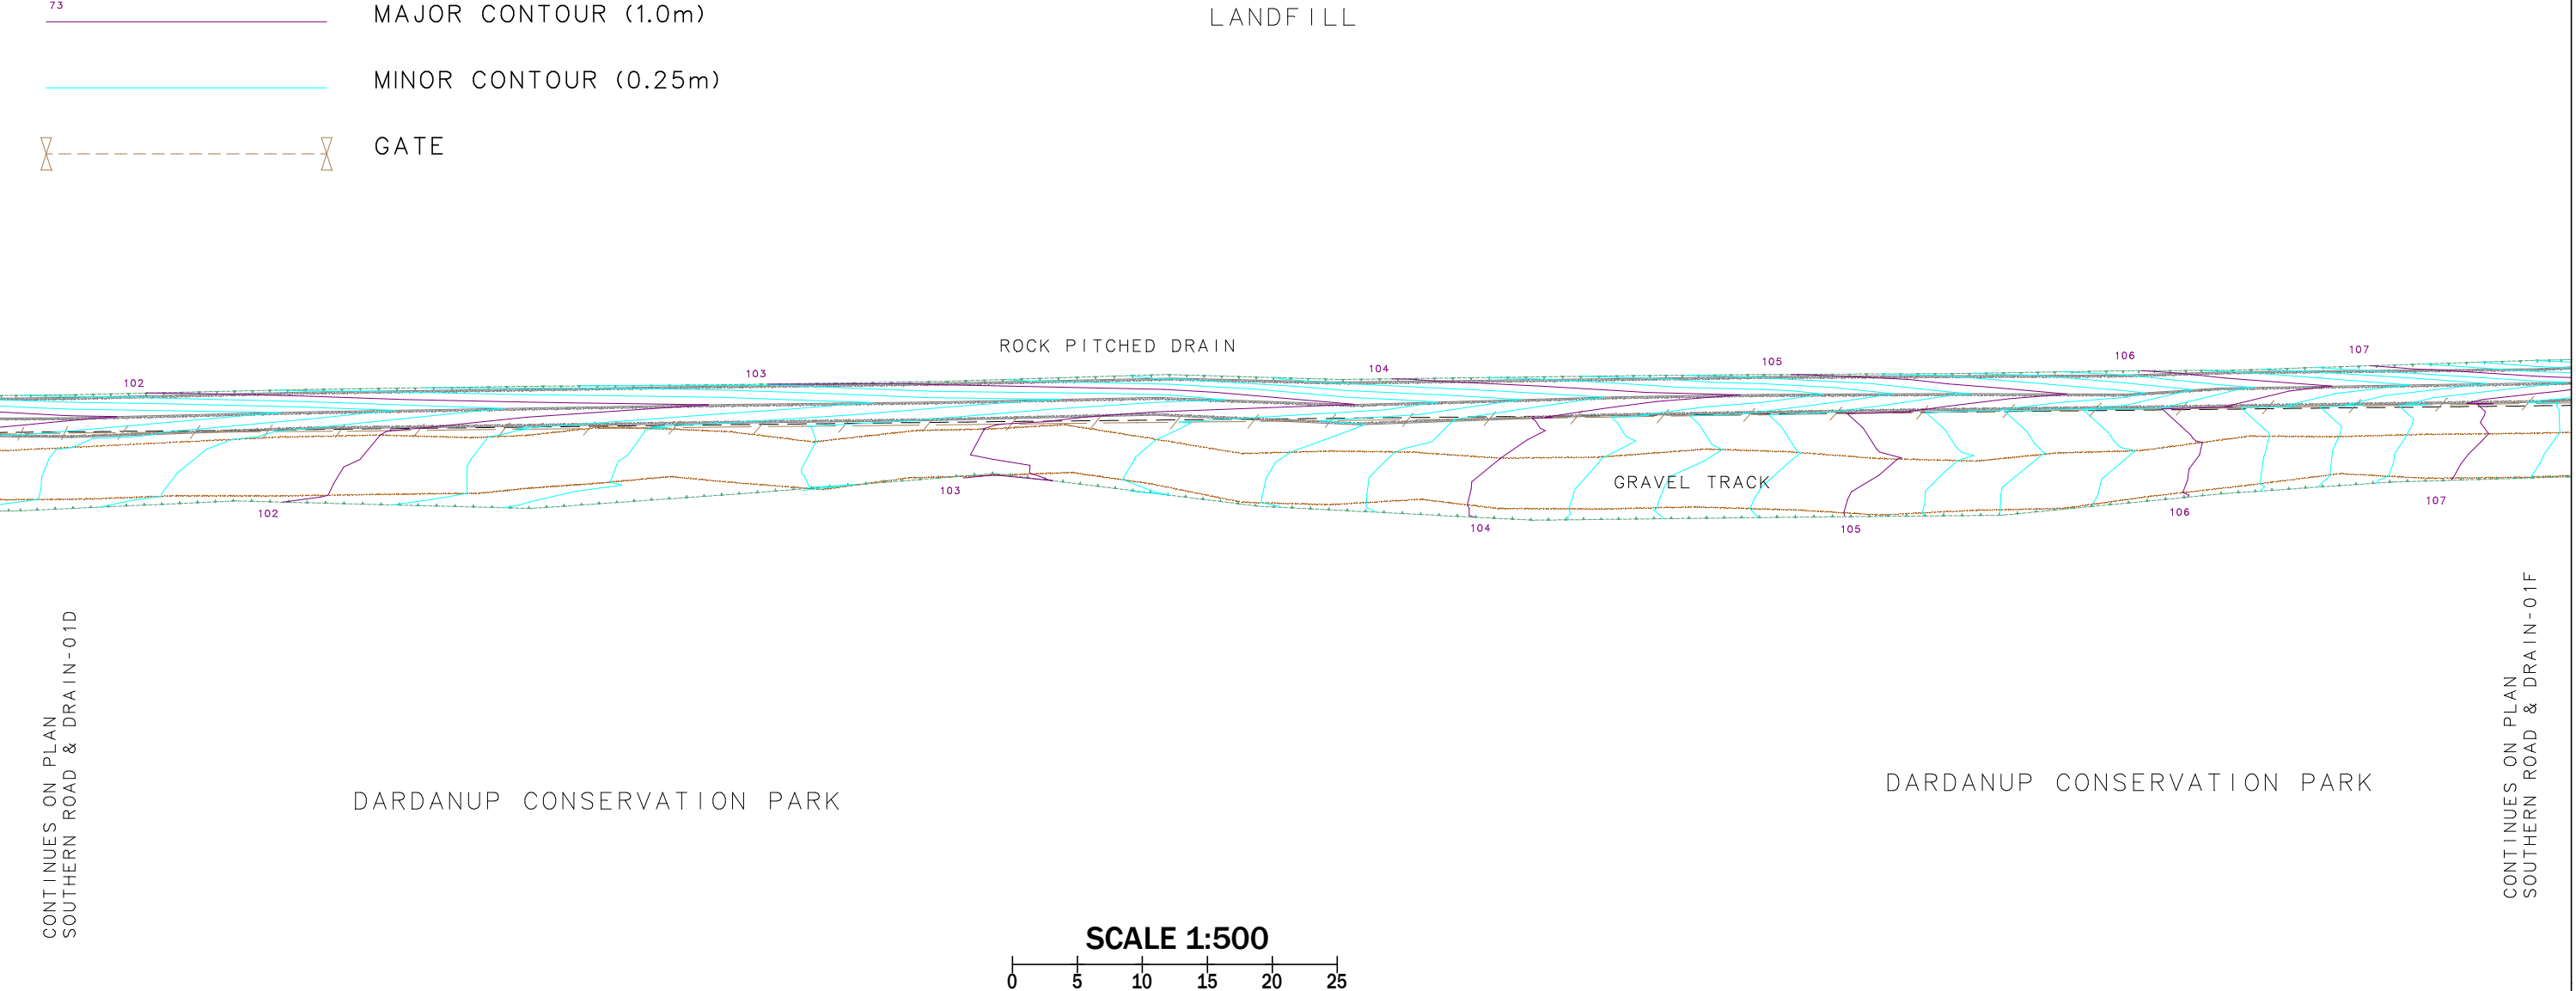 73
MAJOR CONTOUR (1.0m)
LANDFILL
MINOR CONTOUR (0.25m)
GATE
ROCK PITCHED DRAIN
102
103
104
105
106
107
GRAVEL TRACK
102
103
104
105
106
107
CONTINUES ON PLAN
SOUTHERN ROAD & DRAIN-01D
DARDANUP CONSERVATION PARK
DARDANUP CONSERVATION PARK
CONTINUES ON PLAN
SOUTHERN ROAD & DRAIN-01F
SCALE 1:500
0 5 10 15 20 25